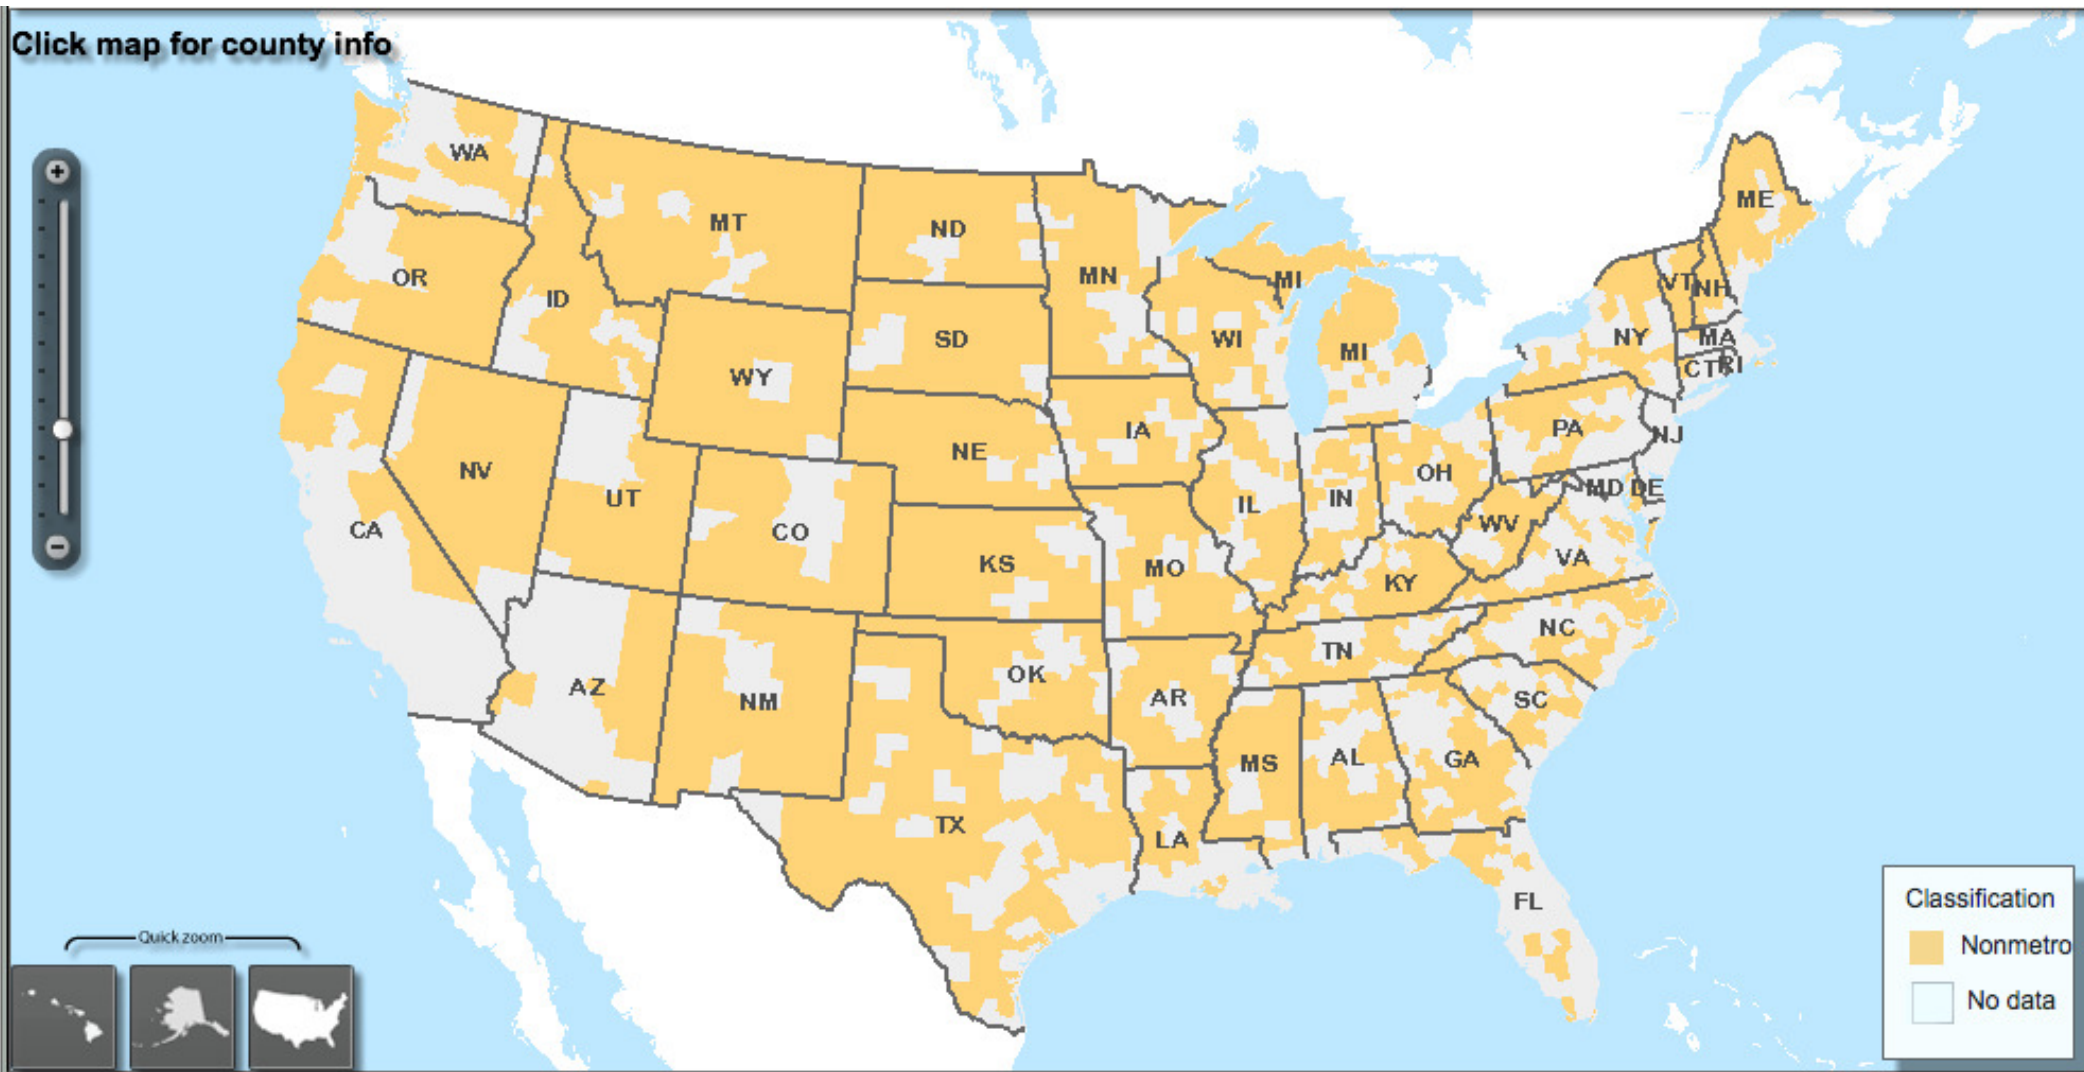 Click map for county info
+
WA
MT
ND
MN
ME
OR
ID
SD
WI
MI
MI
VT
NH
NY
MA
CT
RI
WY
IA
NE
PA
NJ
NV
UT
CO
IL
IN
OH
MD
DE
CA
KS
MO
WV
VA
KY
−
AZ
NM
OK
AR
TN
NC
SC
TX
MS
AL
GA
LA
FL
Quick zoom
Classification
Nonmetro
No data